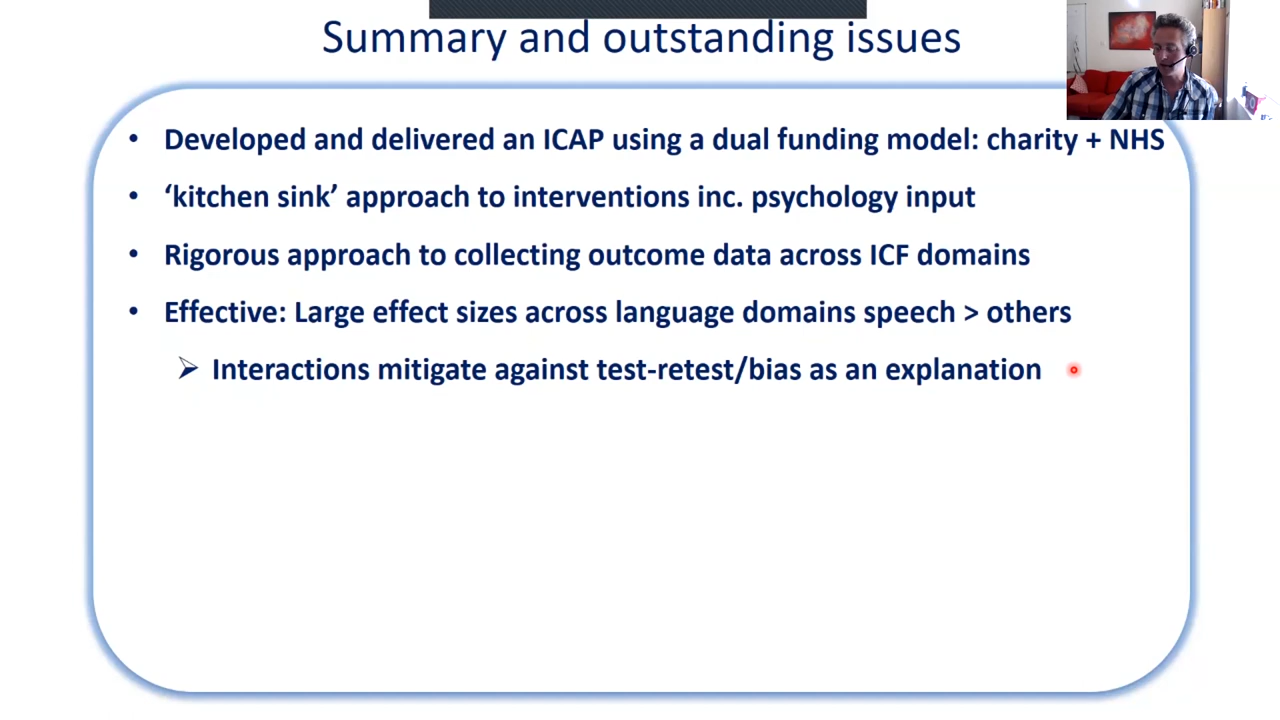 Summary and outstanding issues
• Developed and delivered an ICAP using a dual funding model: charity + NHS
• ‘kitchen sink’ approach to interventions inc. psychology input
• Rigorous approach to collecting outcome data across ICF domains
• Effective: Large effect sizes across language domains speech > others
➢ Interactions mitigate against test-retest/bias as an explanation